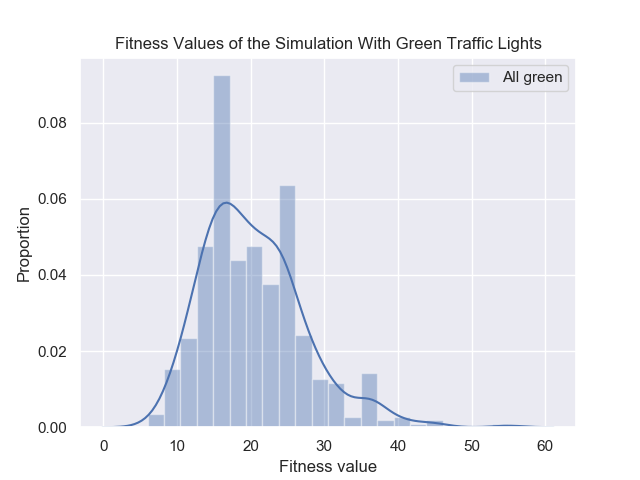 Fitness Values of the Simulation With Green Traffic Lights
All green
0.08
0.06
0.04
0.02
0.00
Proportion
0 10 20 30 40 50 60
Fitness value